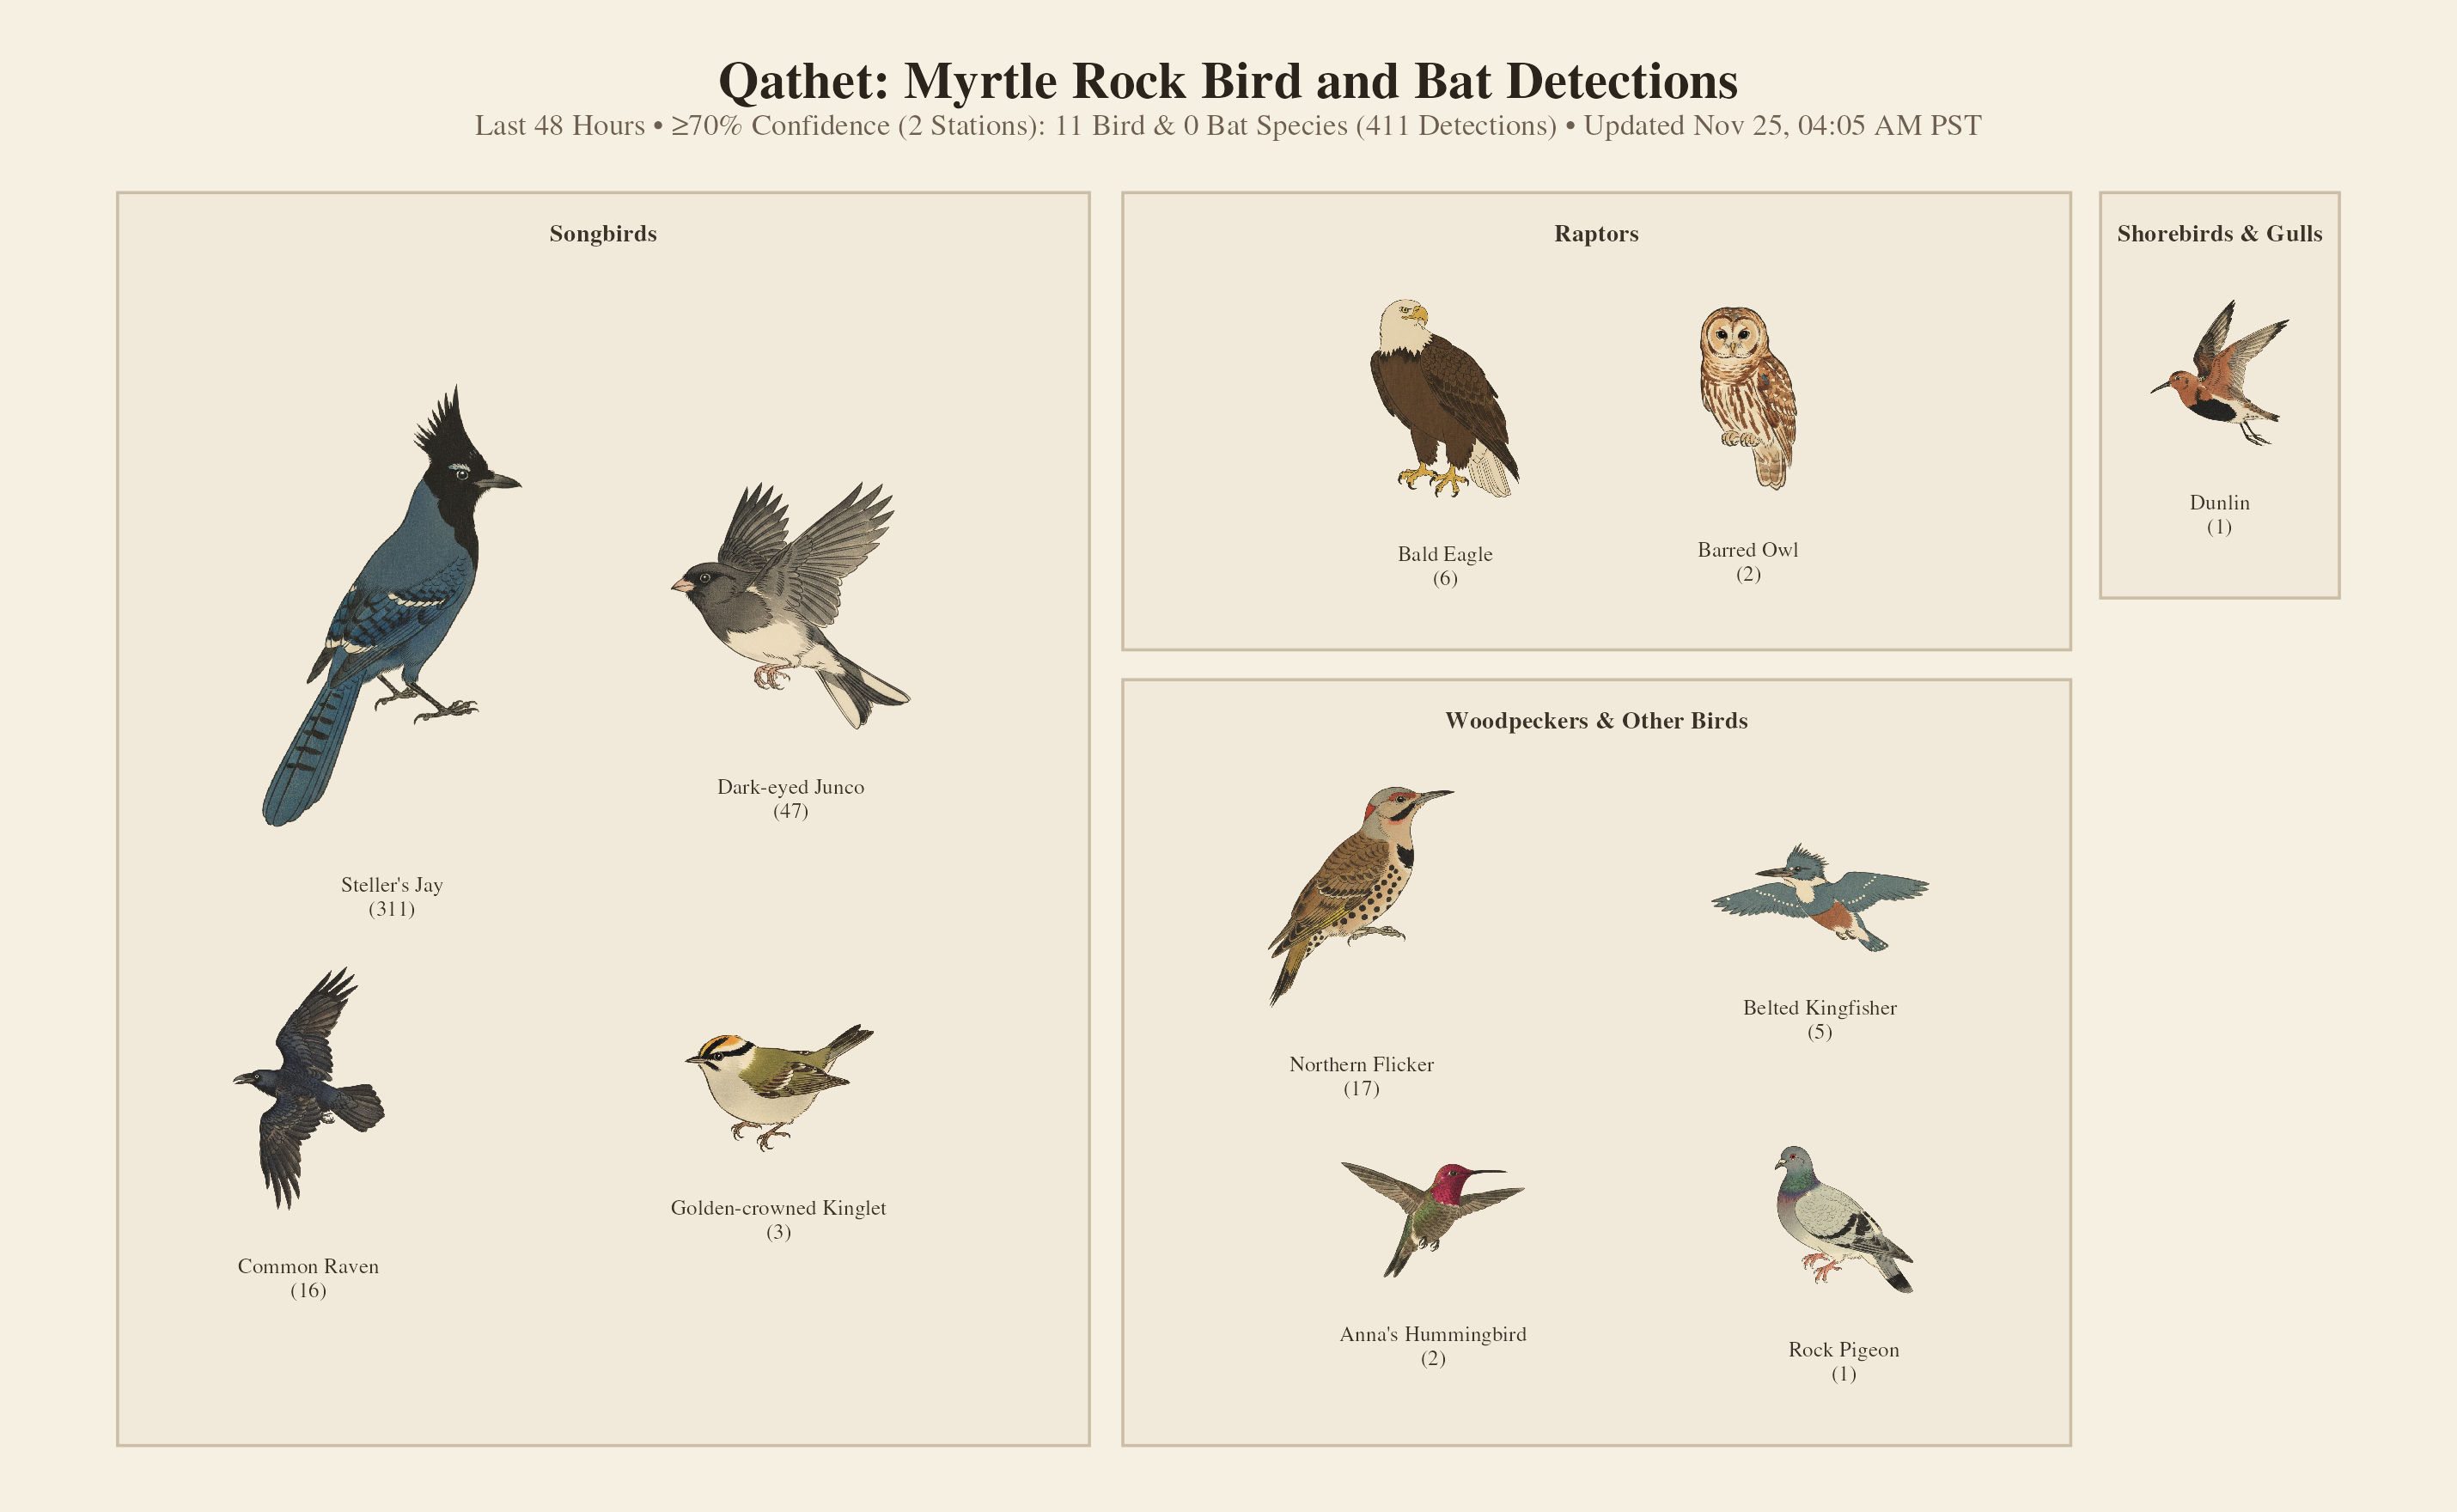 Qathet: Myrtle Rock Bird and Bat Detections
Last 48 Hours • ≥70% Confidence (2 Stations): 11 Bird & 0 Bat Species (411 Detections) • Updated Nov 25, 04:05 AM PST
Songbirds
Steller's Jay
(311)
Dark-eyed Junco
(47)
Common Raven
(16)
Golden-crowned Kinglet
(3)
Raptors
Bald Eagle
(6)
Barred Owl
(2)
Shorebirds & Gulls
Dunlin
(1)
Woodpeckers & Other Birds
Northern Flicker
(17)
Belted Kingfisher
(5)
Anna's Hummingbird
(2)
Rock Pigeon
(1)